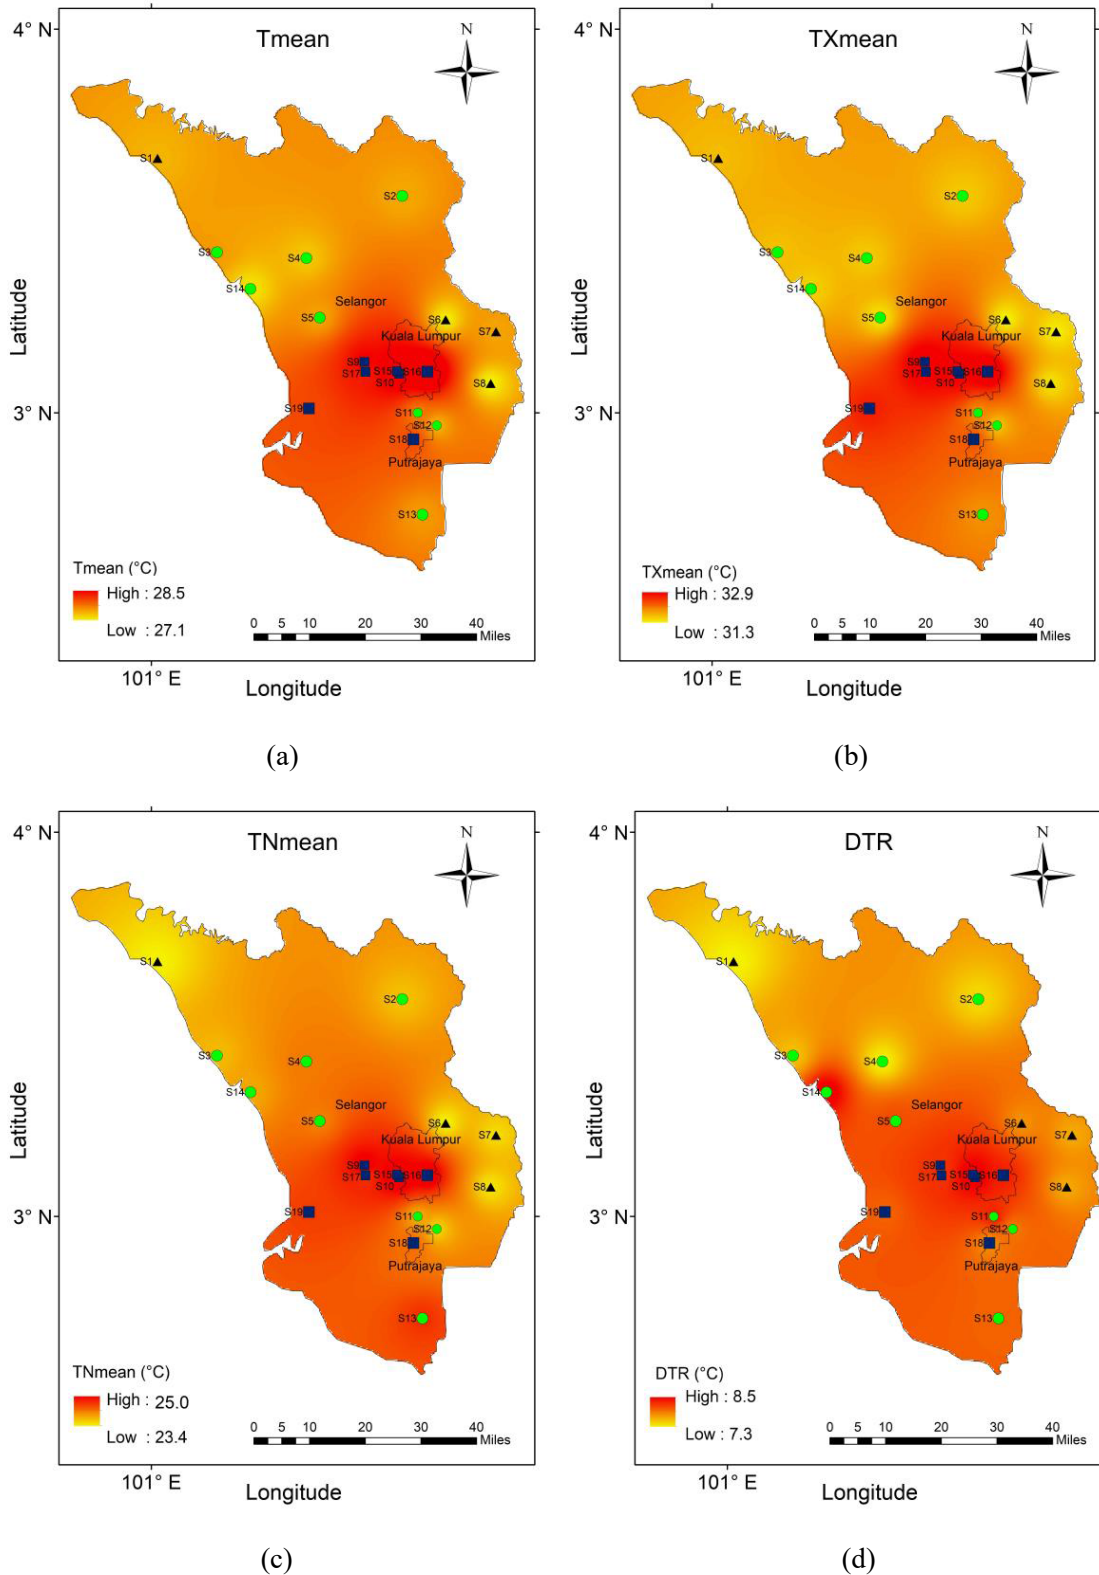 Tmean
N
4° N
S1
S2
S3
S4
S14
Selangor
S5
S6
Kuala Lumpur
S7
S9
S17
S15
S10
S16
S8
3° N
S19
S11
S12
S18
Putrajaya
S13
Latitude
Tmean (°C)
High : 28.5
Low : 27.1
0 5 10 20 30 40
Miles
101° E
Longitude
(a)
TXmean
N
4° N
S1
S2
S3
S4
S14
Selangor
S5
S6
Kuala Lumpur
S7
S9
S17
S15
S10
S16
S8
3° N
S19
S11
S12
S18
Putrajaya
S13
Latitude
TXmean (°C)
High : 32.9
Low : 31.3
0 5 10 20 30 40
Miles
101° E
Longitude
(b)
TNmean
N
4° N
S1
S2
S3
S4
S14
Selangor
S5
S6
Kuala Lumpur
S7
S9
S17
S15
S10
S16
S8
3° N
S19
S11
S12
S18
Putrajaya
S13
Latitude
TNmean (°C)
High : 25.0
Low : 23.4
0 5 10 20 30 40
Miles
101° E
Longitude
(c)
DTR
N
4° N
S1
S2
S3
S4
S14
Selangor
S5
S6
Kuala Lumpur
S7
S9
S17
S15
S10
S16
S8
3° N
S19
S11
S12
S18
Putrajaya
S13
Latitude
DTR (°C)
High : 8.5
Low : 7.3
0 5 10 20 30 40
Miles
101° E
Longitude
(d)